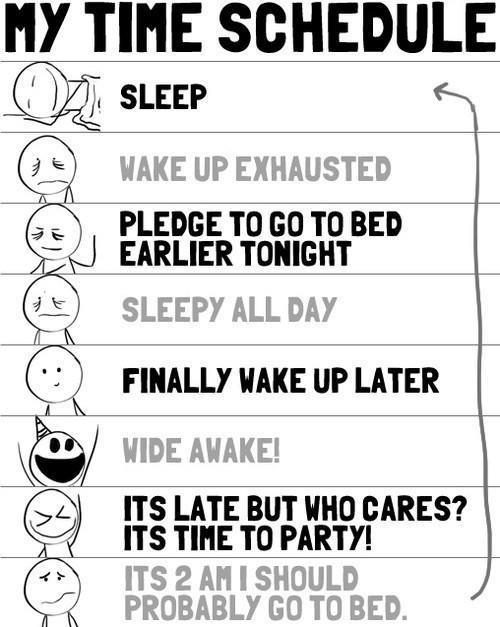 MY TIME SCHEDULE
SLEEP
WAKE UP EXHAUSTED
PLEDGE TO GO TO BED
EARLIER TONIGHT
SLEEPY ALL DAY
FINALLY WAKE UP LATER
WIDE AWAKE!
ITS LATE BUT WHO CARES?
ITS TIME TO PARTY!
ITS 2 AM I SHOULD
PROBABLY GO TO BED.